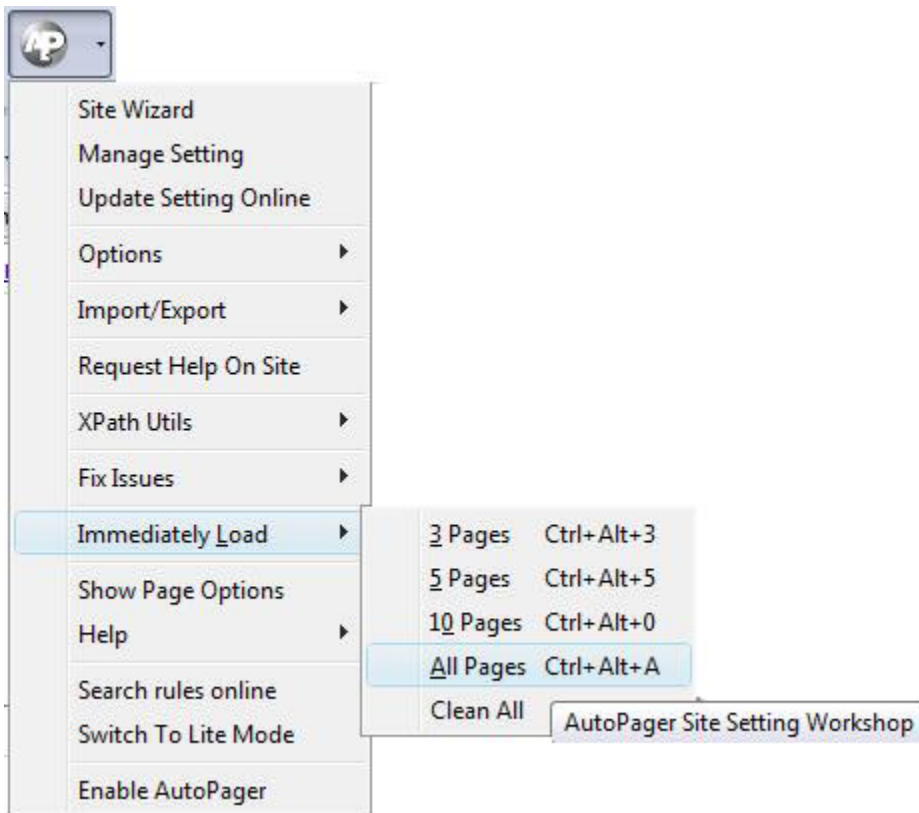 AP
Site Wizard
Manage Setting
Update Setting Online
Options
Import/Export
Request Help On Site
XPath Utils
Fix Issues
Immediately Load
Show Page Options
Help
Search rules online
Switch To Lite Mode
Enable AutoPager
3 Pages Ctrl+Alt+3
5 Pages Ctrl+Alt+5
10 Pages Ctrl+Alt+0
All Pages Ctrl+Alt+A
Clean All
AutoPager Site Setting Workshop